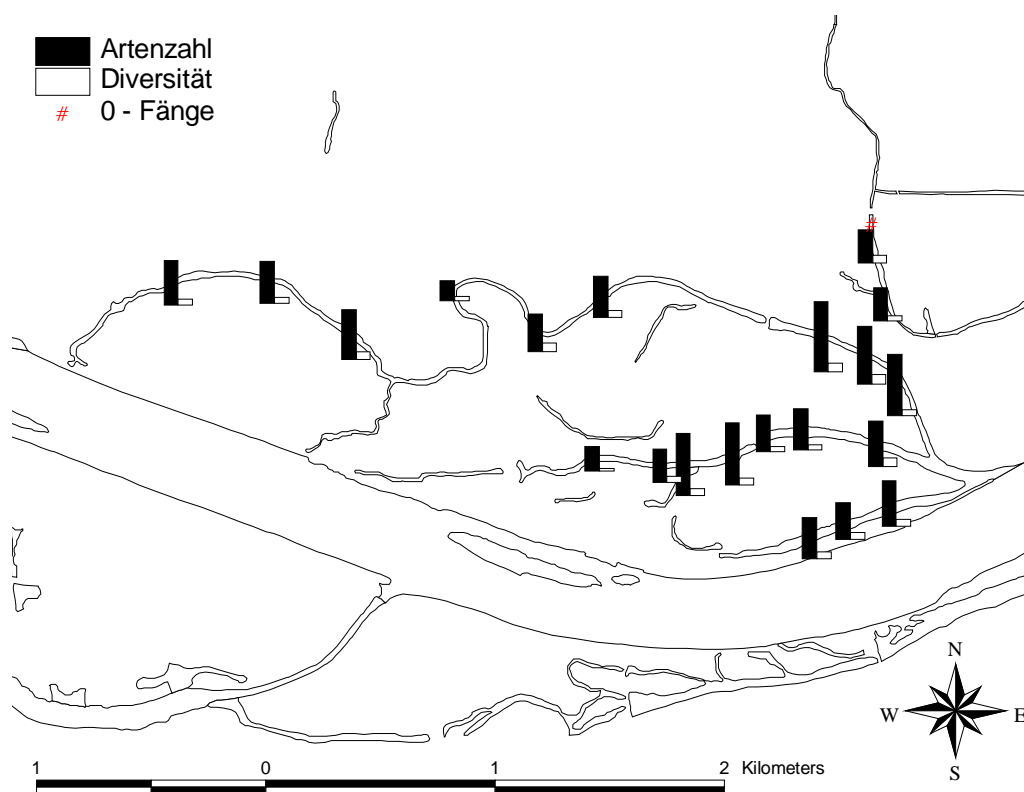 Artenzahl
Diversität
# 0 - Fänge
#
N
W E
S
1 0 1 2 Kilometers